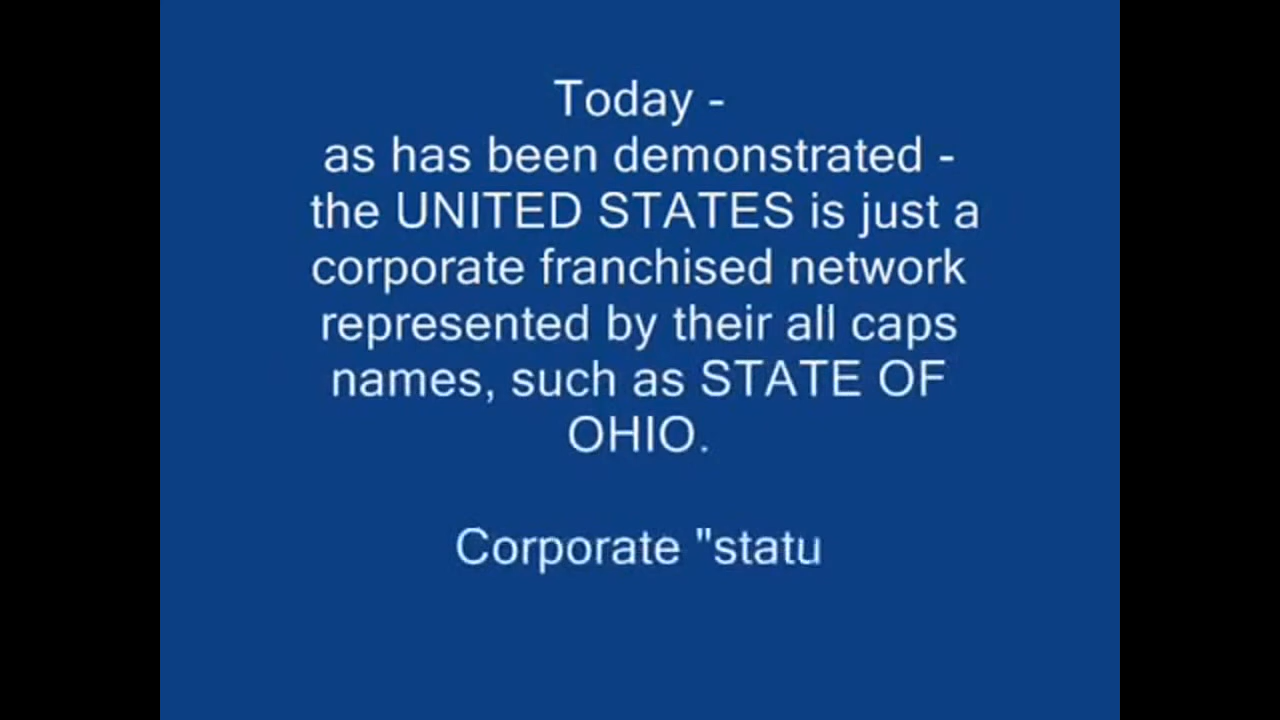 Today -
as has been demonstrated -
the UNITED STATES is just a
corporate franchised network
represented by their all caps
names, such as STATE OF
OHIO.
Corporate "statu